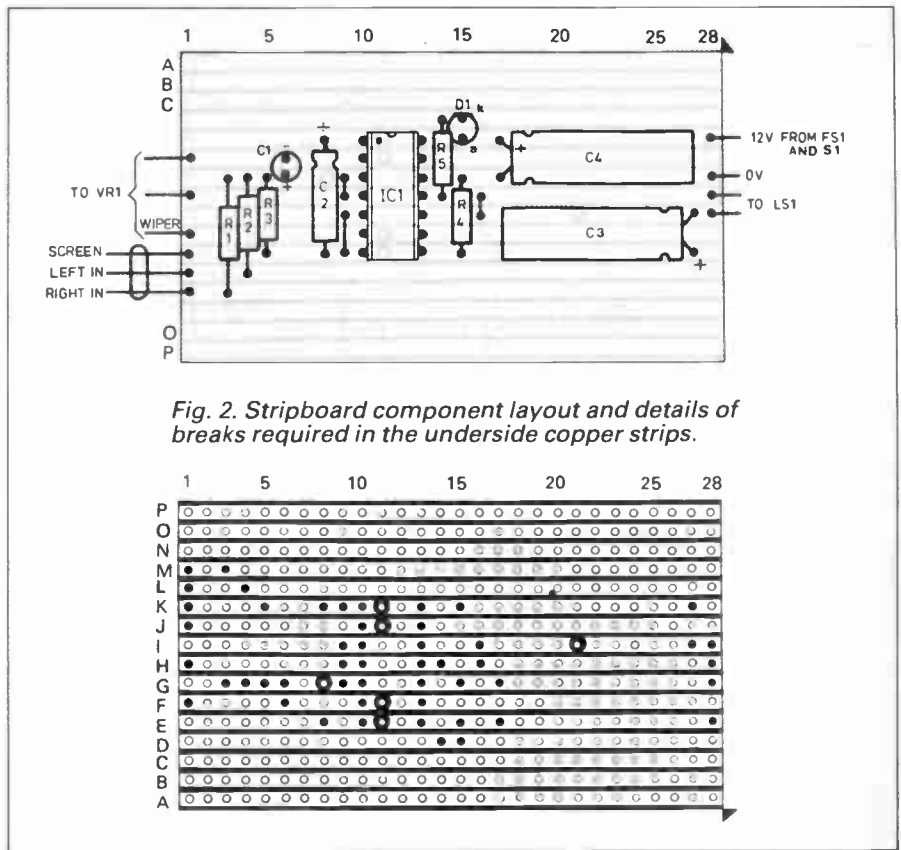 1 5 10 15 20 25 28
A
B
C
D1 k
a
C1
-
+
+
R1
R2
R3
C2
IC1
R5
R4
+ C4
C3
+
12V FROM FS1
AND S1
0V
TO LS1
TO VR1
WIPER
SCREEN
LEFT IN
RIGHT IN
O
P
Fig. 2. Stripboard component layout and details of
breaks required in the underside copper strips.
1 5 10 15 20 25 28
P
O
N
M
L
K
J
I
H
G
F
E
D
C
B
A